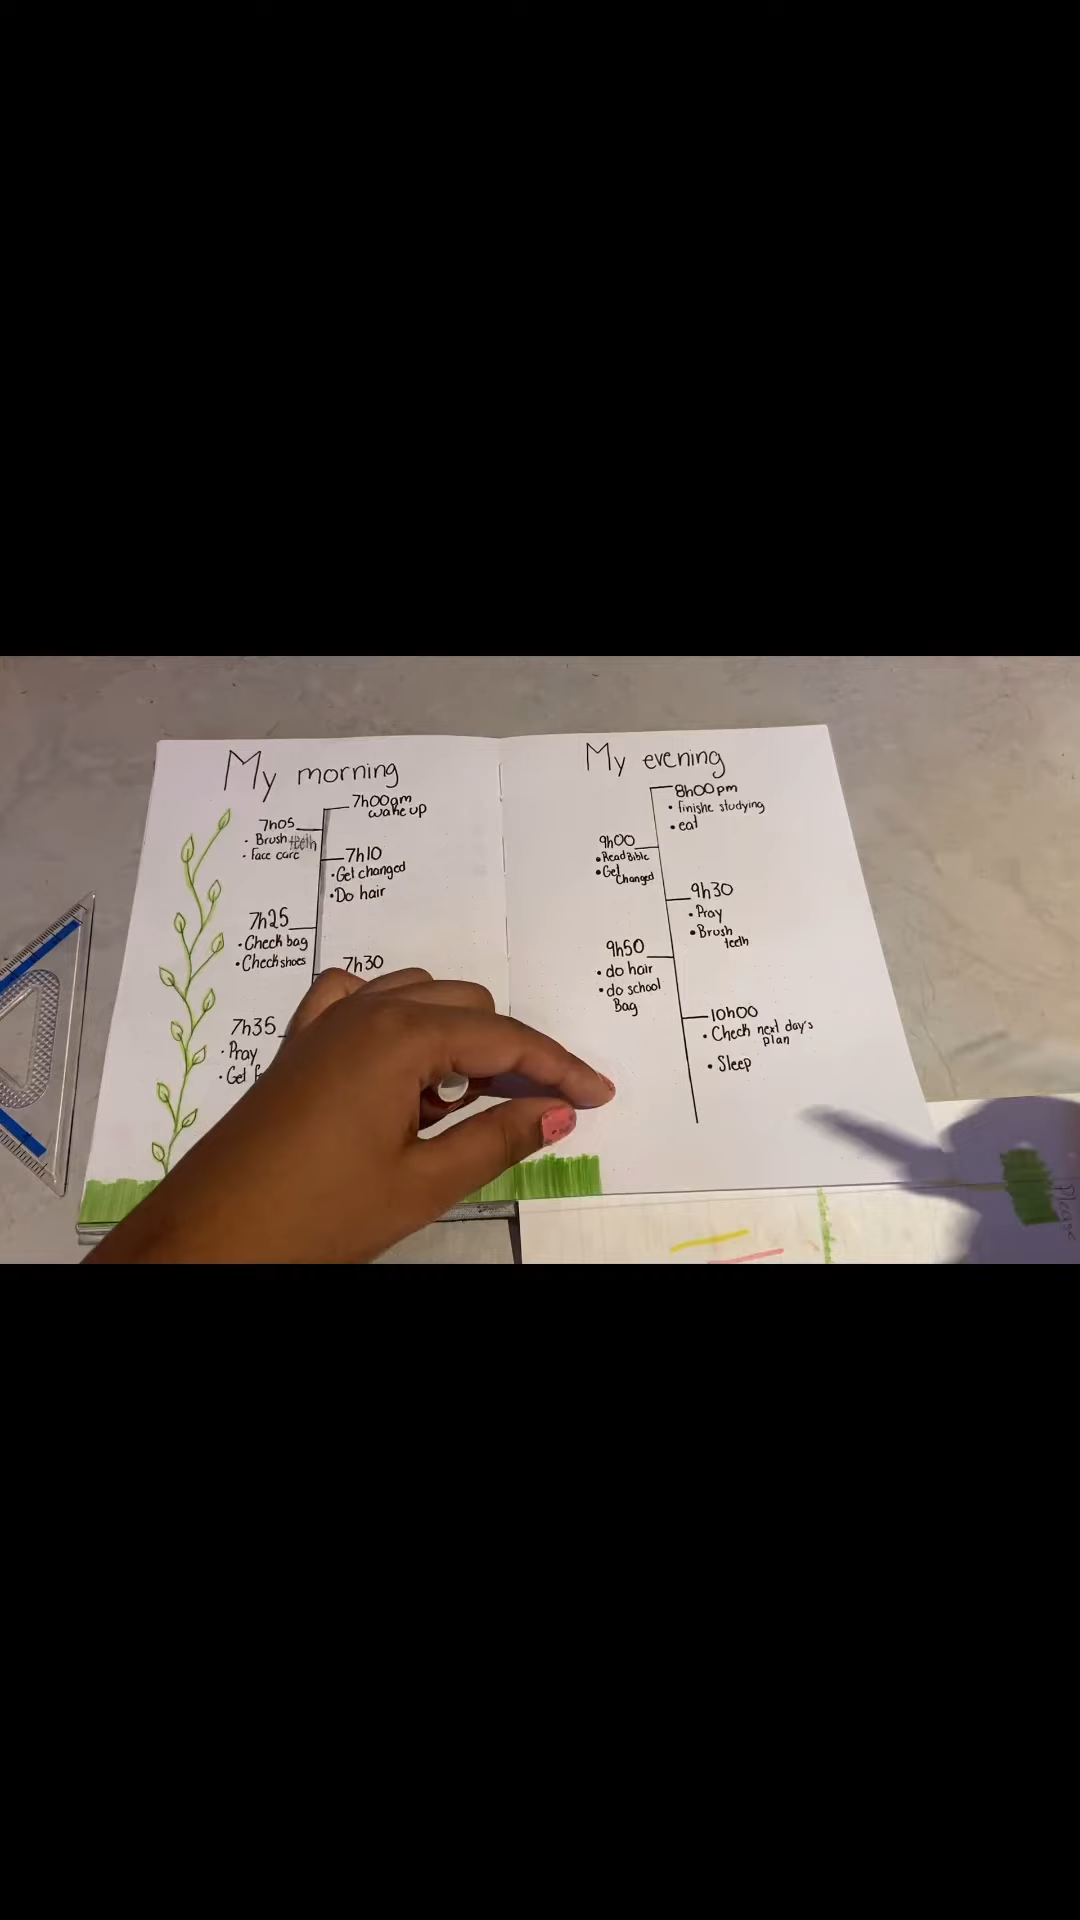 My morning
7h00am
wake up
7h05
• Brush teeth
• Face care
7h10
• Get changed
• Do hair
7h25
• Check bag
• Check shoes
7h30
7h35
• Pray
• Get
My evening
8h00pm
• finishe studying
• eat
9h00
• Read Bible
• Get
changed
9h30
• Pray
• Brush
teeth
9h50
• do hair
• do school
Bag
10h00
• Check next day's
plan
• Sleep